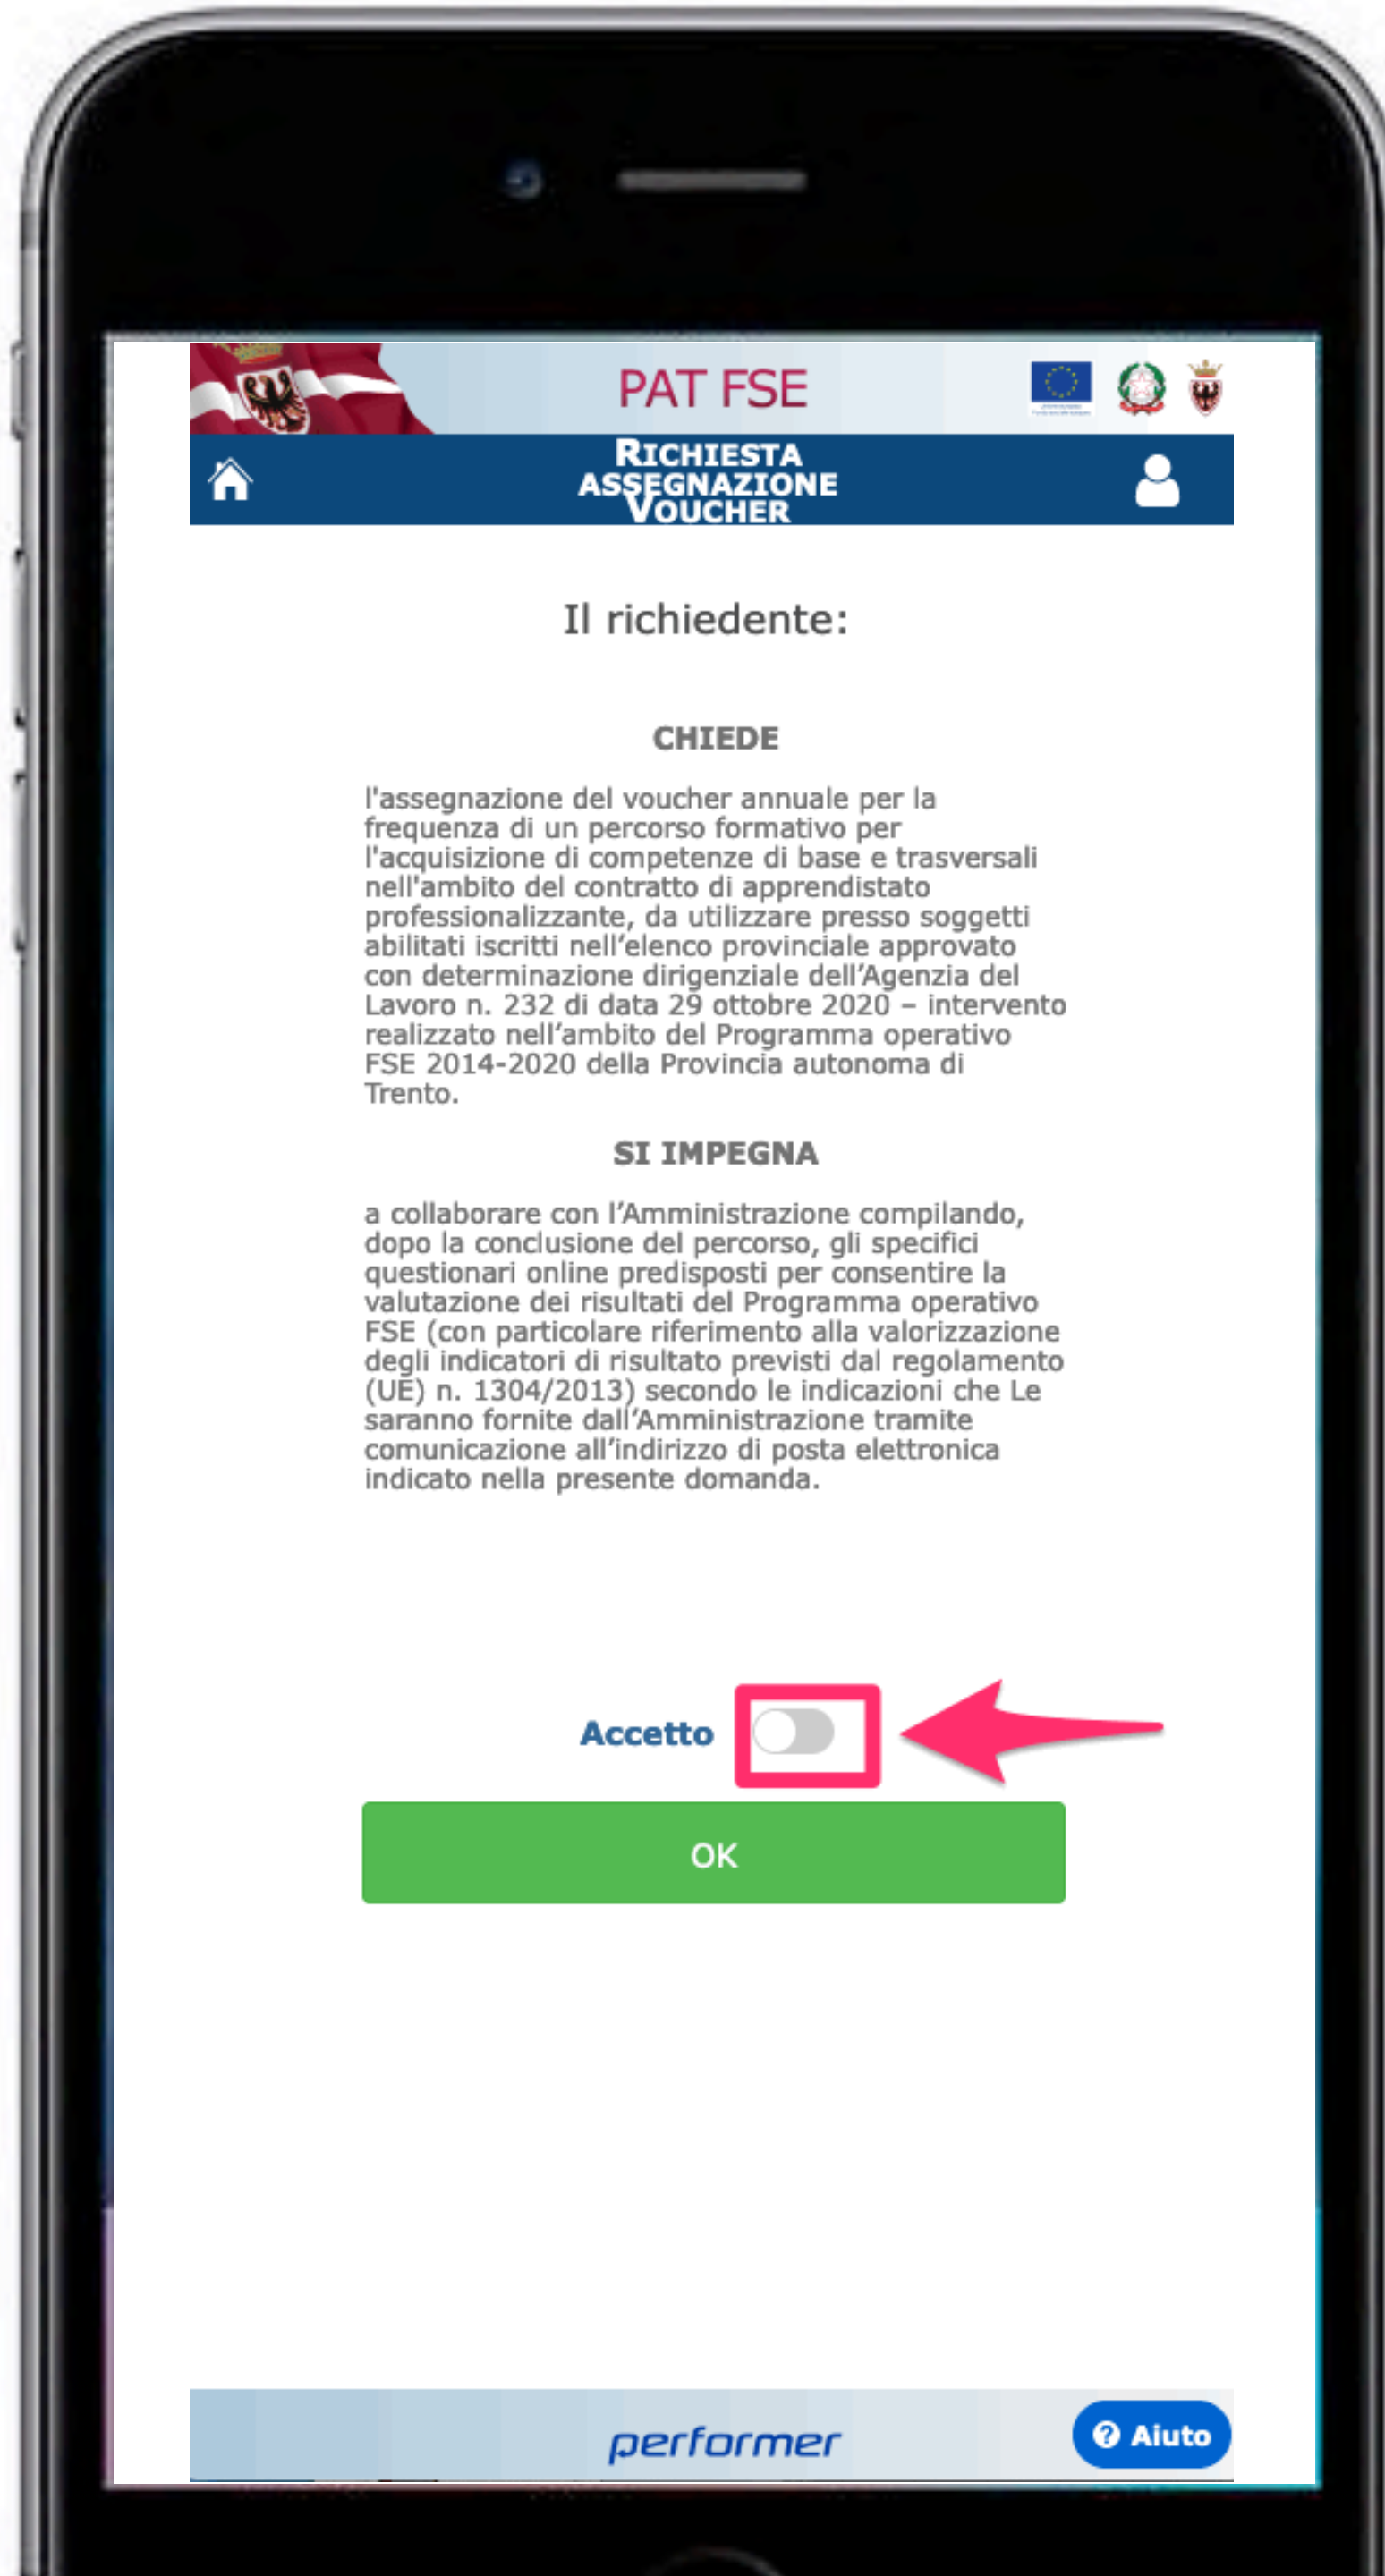 PAT FSE
RICHIESTA
ASSEGNAZIONE
VOUCHER
Il richiedente:
CHIEDE
l'assegnazione del voucher annuale per la
frequenza di un percorso formativo per
l'acquisizione di competenze di base e trasversali
nell'ambito del contratto di apprendistato
professionalizzante, da utilizzare presso soggetti
abilitati iscritti nell’elenco provinciale approvato
con determinazione dirigenziale dell’Agenzia del
Lavoro n. 232 di data 29 ottobre 2020 – intervento
realizzato nell’ambito del Programma operativo
FSE 2014-2020 della Provincia autonoma di
Trento.
SI IMPEGNA
a collaborare con l’Amministrazione compilando,
dopo la conclusione del percorso, gli specifici
questionari online predisposti per consentire la
valutazione dei risultati del Programma operativo
FSE (con particolare riferimento alla valorizzazione
degli indicatori di risultato previsti dal regolamento
(UE) n. 1304/2013) secondo le indicazioni che Le
saranno fornite dall’Amministrazione tramite
comunicazione all’indirizzo di posta elettronica
indicato nella presente domanda.
Accetto
OK
performer
? Aiuto